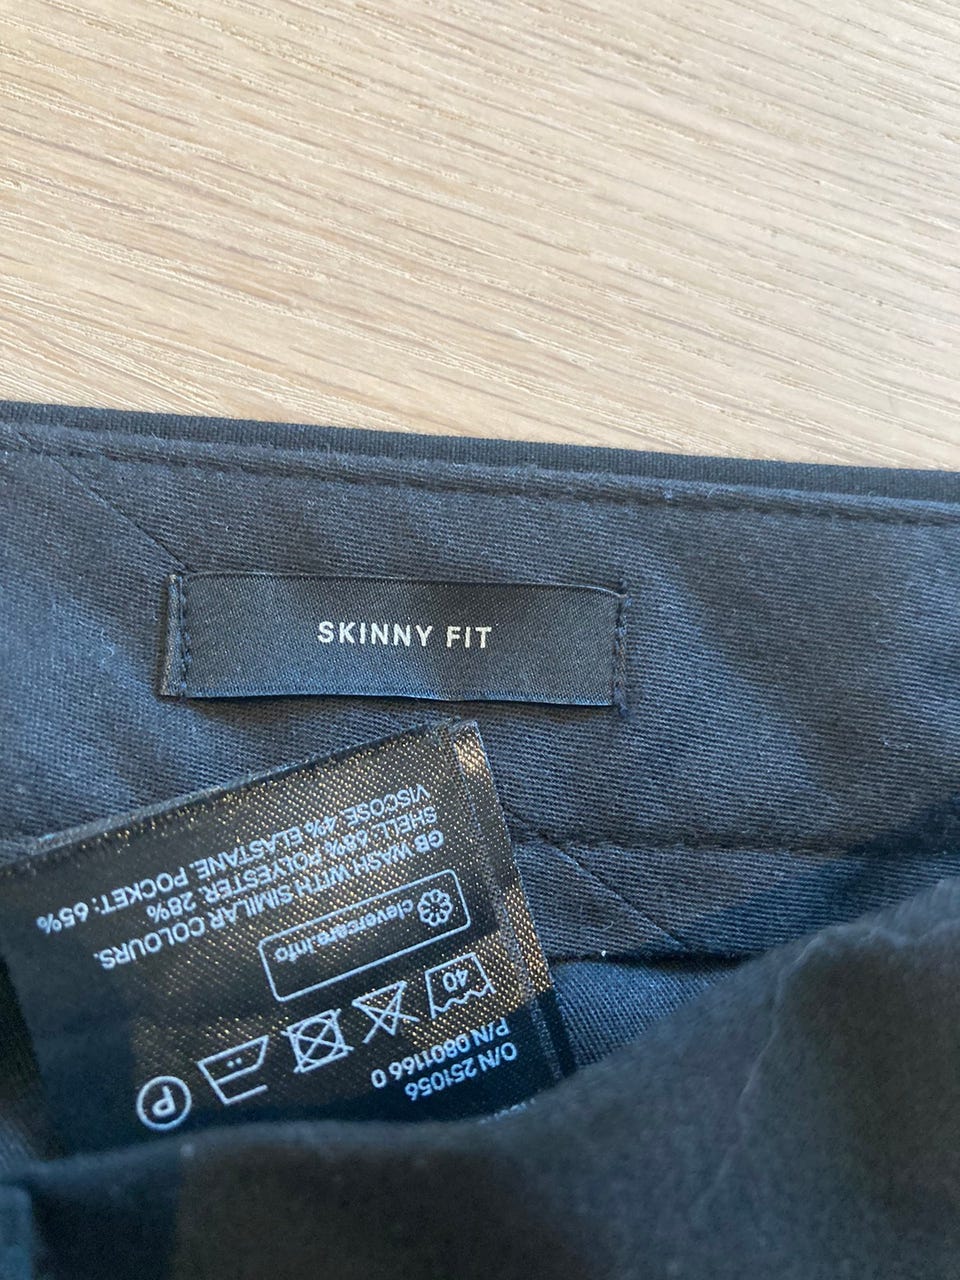 SKINNY FIT
O/N 251056
P/N 0801166 0
40
P
clevercare.info
GB WASH WITH SIMILAR COLOURS.
SHELL: 68% POLYESTER. 28%
VISCOSE. 4% ELASTANE. POCKET: 65%